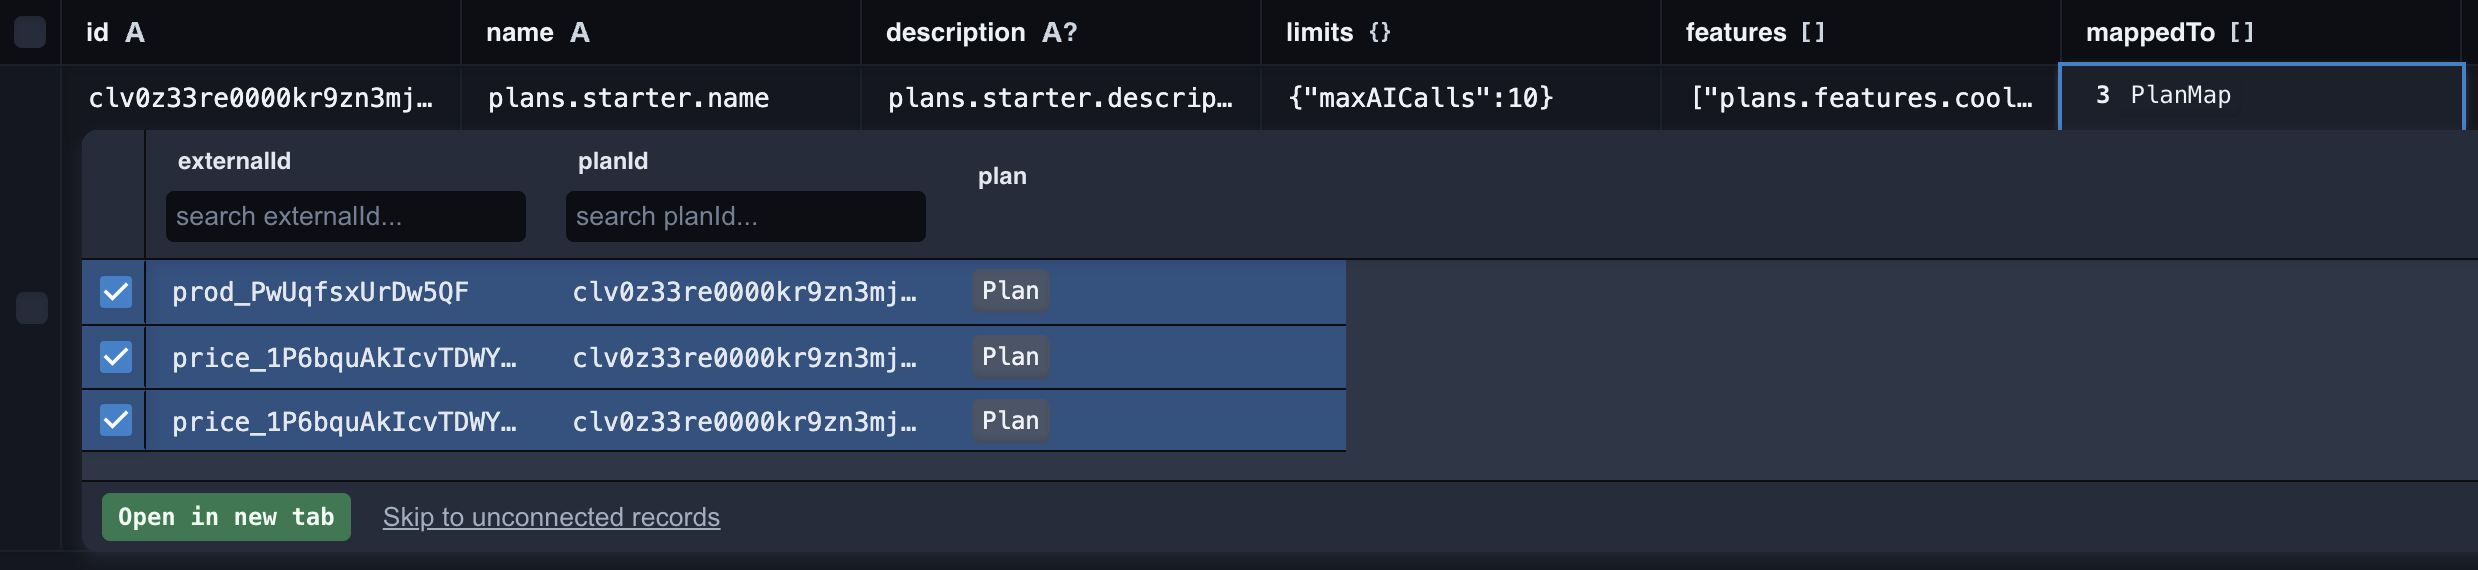 id A name A description A? limits {} features [] mappedTo []
clv0z33re0000kr9zn3mj… plans.starter.name plans.starter.descrip… {"maxAICalls":10} ["plans.features.cool… 3 PlanMap
externalId planId plan
search externalId... search planId...
prod_PwUqfsxUrDw5QF clv0z33re0000kr9zn3mj… Plan
price_1P6bquAkIcvTDWY… clv0z33re0000kr9zn3mj… Plan
price_1P6bquAkIcvTDWY… clv0z33re0000kr9zn3mj… Plan
Open in new tab Skip to unconnected records